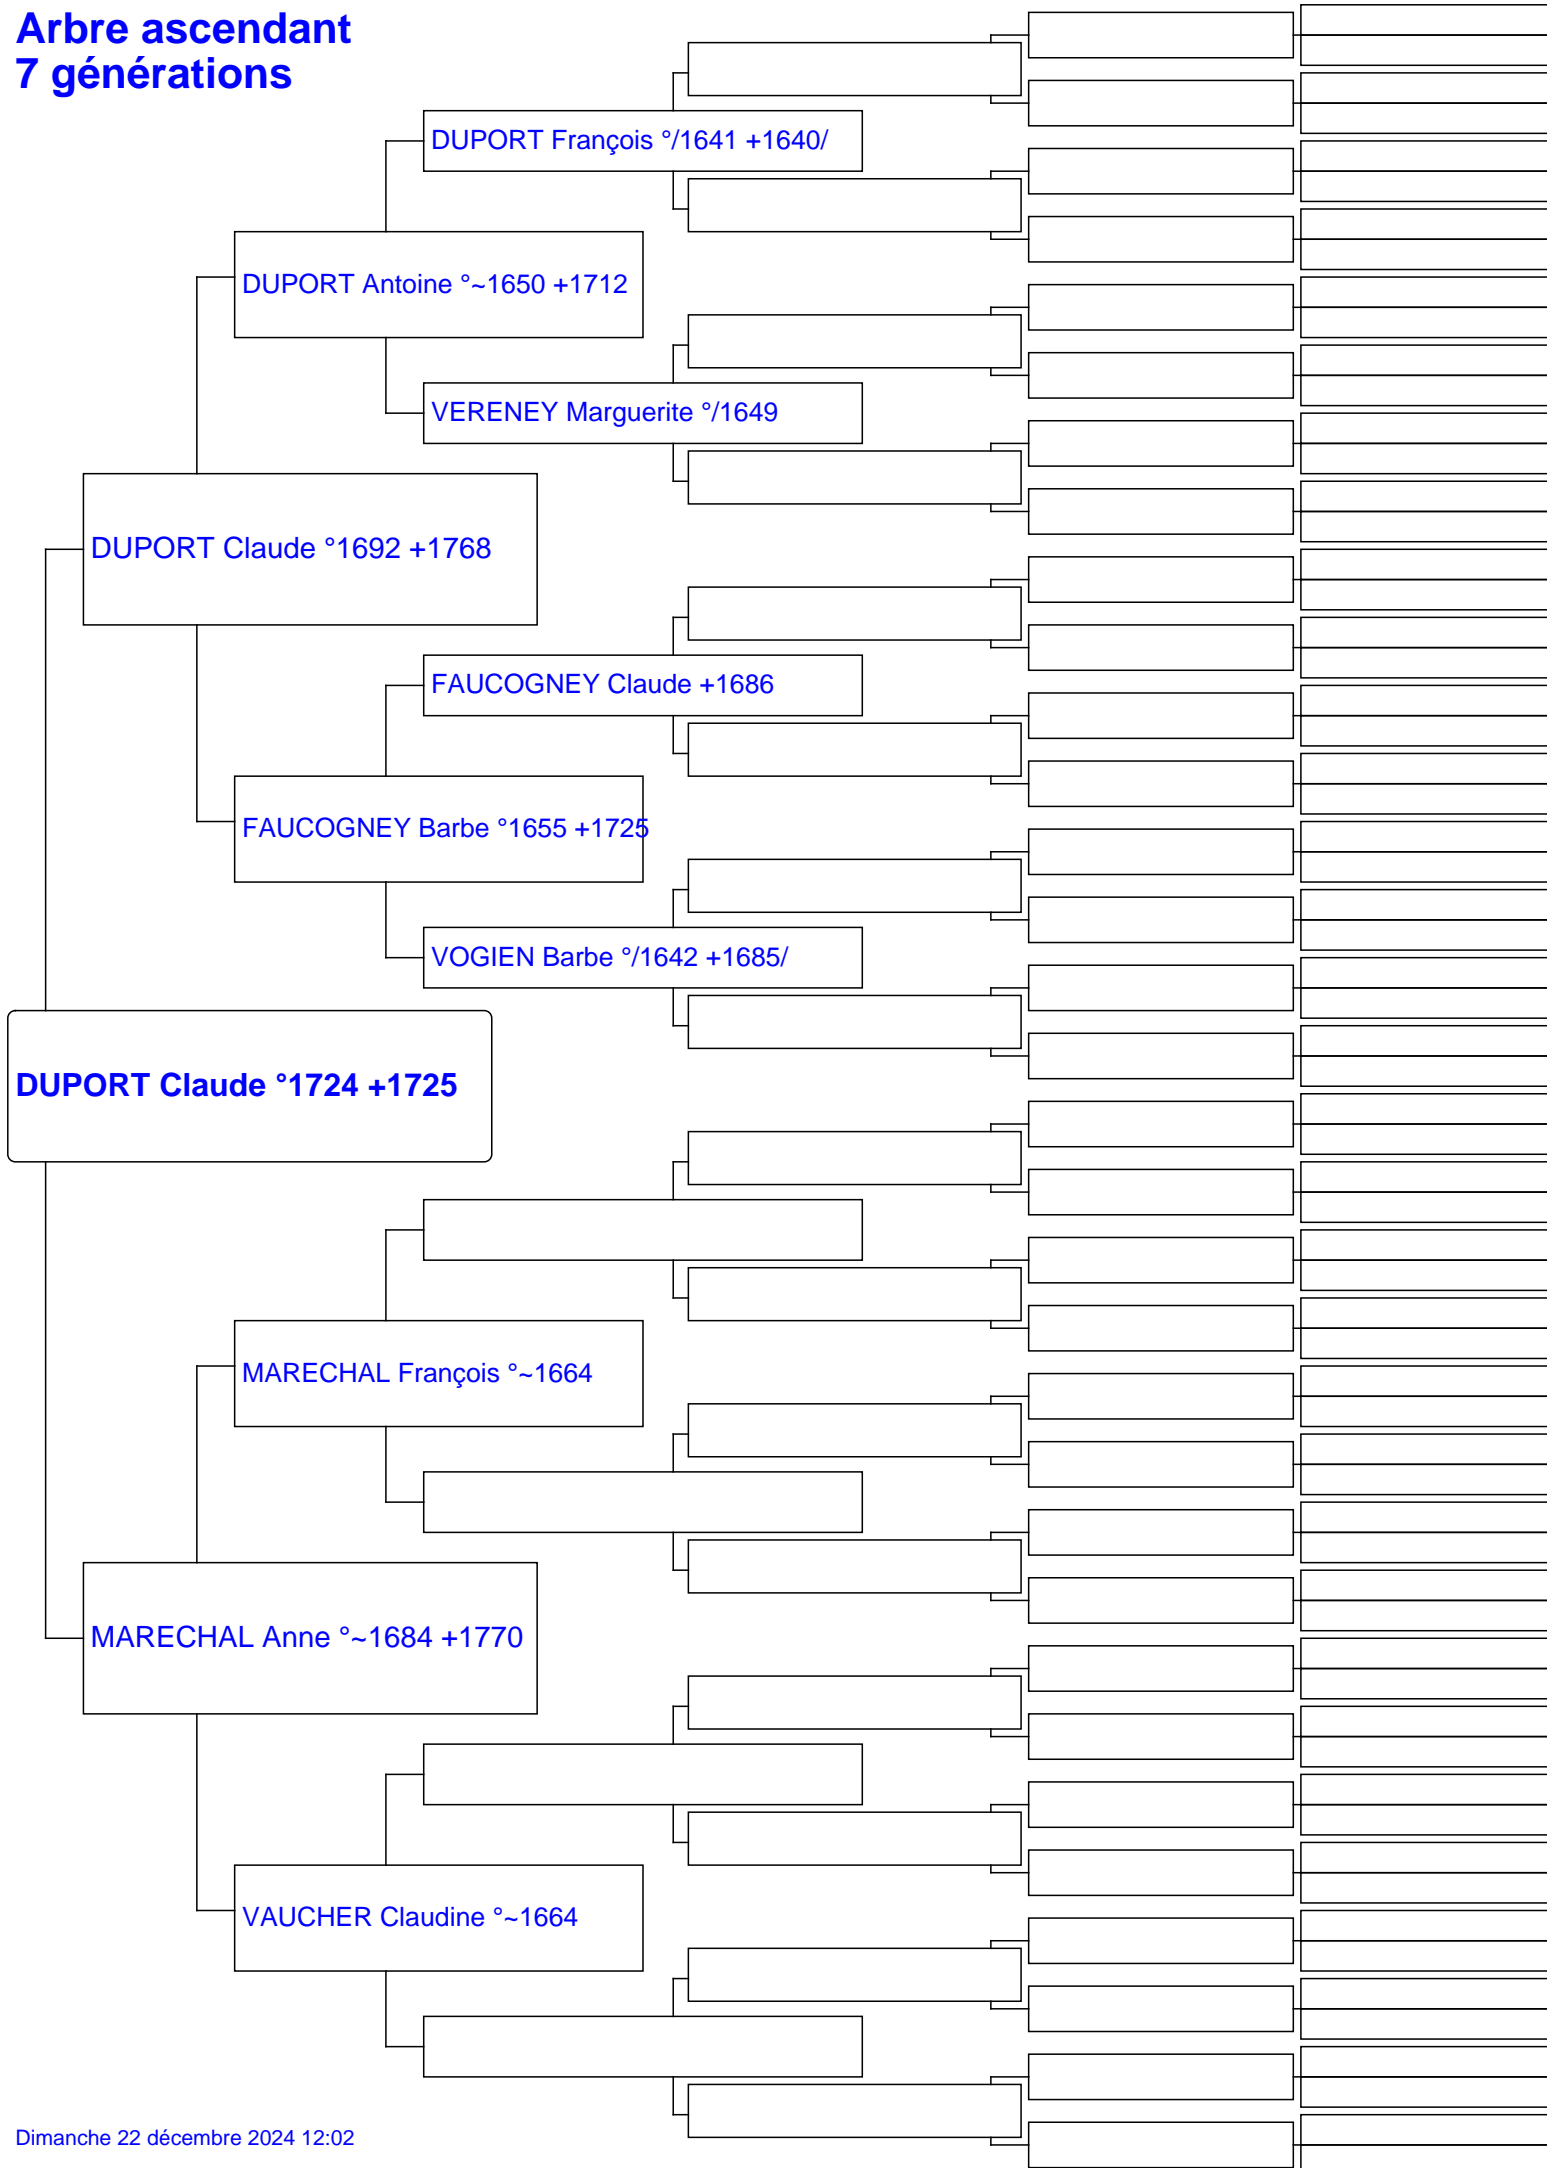 Arbre ascendant
7 générations
DUPORT François °/1641 +1640/
DUPORT Antoine °~1650 +1712
VERENEY Marguerite °/1649
DUPORT Claude °1692 +1768
FAUCOGNEY Claude +1686
FAUCOGNEY Barbe °1655 +1725
VOGIEN Barbe °/1642 +1685/
DUPORT Claude °1724 +1725
MARECHAL François °~1664
MARECHAL Anne °~1684 +1770
VAUCHER Claudine °~1664
Dimanche 22 décembre 2024 12:02